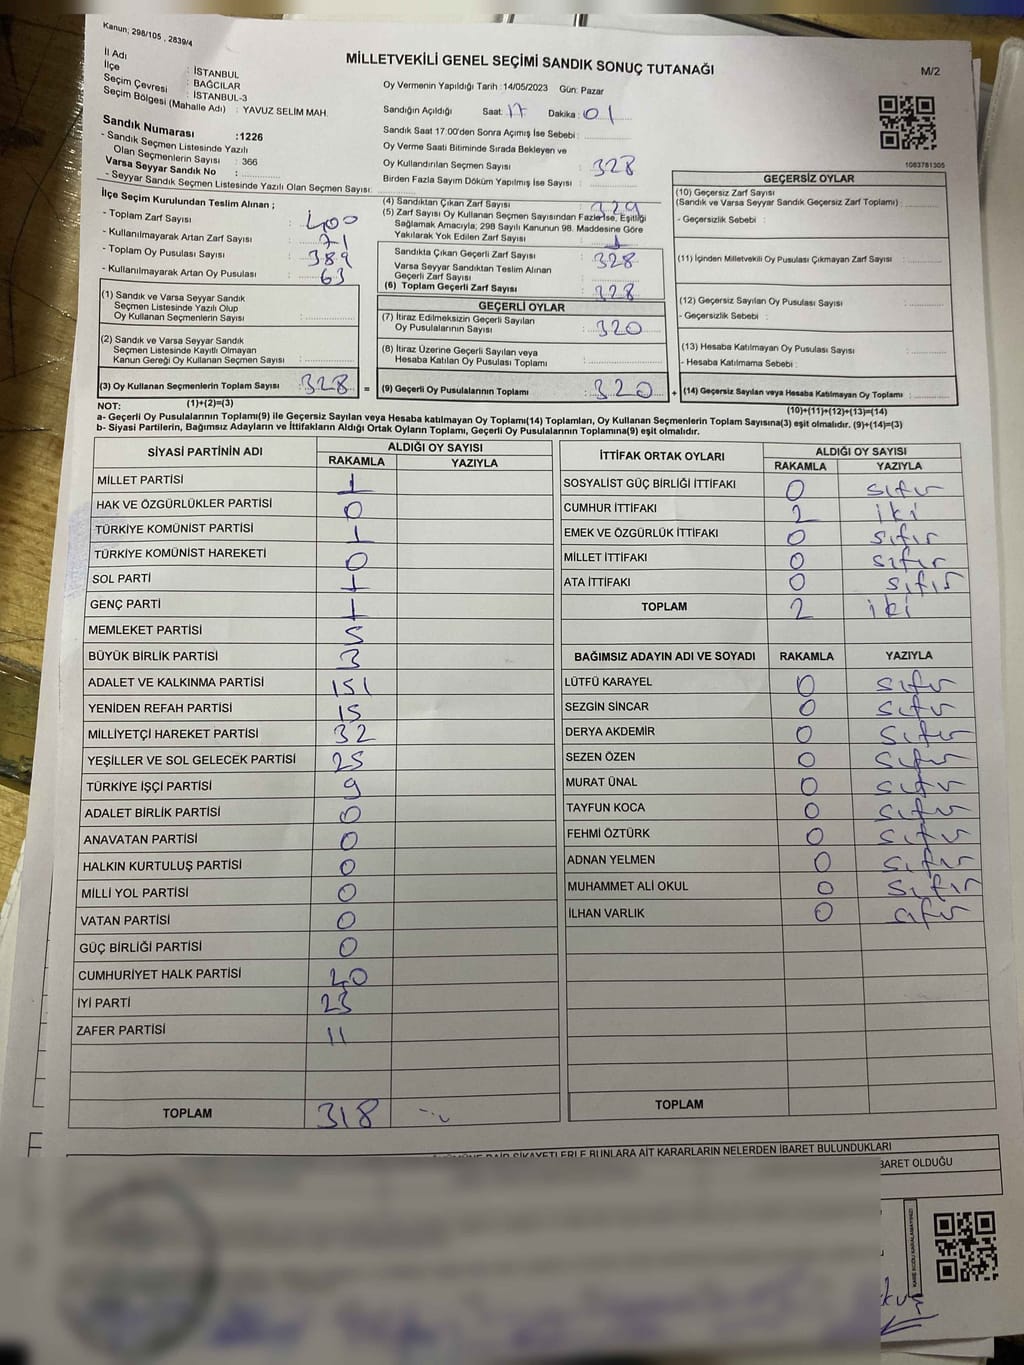 Kanun; 298/105 , 2839/4
MİLLETVEKİLİ GENEL SEÇİMİ SANDIK SONUÇ TUTANAĞI
M/2
İl Adı : İSTANBUL
İlçe : BAĞCILAR
Seçim Çevresi : İSTANBUL-3
Seçim Bölgesi (Mahalle Adı) : YAVUZ SELİM MAH.
Sandık Numarası :1226
- Sandık Seçmen Listesinde Yazılı
Olan Seçmenlerin Sayısı : 366
Varsa Seyyar Sandık No :
- Seyyar Sandık Seçmen Listesinde Yazılı Olan Seçmen Sayısı:
Oy Vermenin Yapıldığı Tarih : 14/05/2023 Gün: Pazar
Sandığın Açıldığı Saat: 17 Dakika : 01
Sandık Saat 17:00'den Sonra Açımış İse Sebebi :
Oy Verme Saati Bitiminde Sırada Bekleyen ve
Oy Kullandırılan Seçmen Sayısı : 328
Birden Fazla Sayım Döküm Yapılmış İse Sayısı :
1083781305
İlçe Seçim Kurulundan Teslim Alınan ;
- Toplam Zarf Sayısı : 400
- Kullanılmayarak Artan Zarf Sayısı : 71
- Toplam Oy Pusulası Sayısı : 389
- Kullanılmayarak Artan Oy Pusulası : 63
(1) Sandık ve Varsa Seyyar Sandık
Seçmen Listesinde Yazılı Olup
Oy Kullanan Seçmenlerin Sayısı :
(2) Sandık ve Varsa Seyyar Sandık
Seçmen Listesinde Kayıtlı Olmayan
Kanun Gereği Oy Kullanan Seçmen Sayısı :
(3) Oy Kullanan Seçmenlerin Toplam Sayısı : 328 =
(1)+(2)=(3)
(4) Sandıktan Çıkan Zarf Sayısı : 329
(5) Zarf Sayısı Oy Kullanan Seçmen Sayısından Fazla İse, Eşitliği
Sağlamak Amacıyla; 298 Sayılı Kanunun 98. Maddesine Göre
Yakılarak Yok Edilen Zarf Sayısı : 1
Sandıkla Çıkan Geçerli Zarf Sayısı : 328
Varsa Seyyar Sandıktan Teslim Alınan
Geçerli Zarf Sayısı :
(6) Toplam Geçerli Zarf Sayısı : 328
GEÇERLİ OYLAR
(7) İtiraz Edilmeksizin Geçerli Sayılan
Oy Pusulalarının Sayısı : 320
(8) İtiraz Üzerine Geçerli Sayılan veya
Hesaba Katılan Oy Pusulası Toplamı :
(9) Geçerli Oy Pusulalarının Toplamı : 320 +
GEÇERSİZ OYLAR
(10) Geçersiz Zarf Sayısı
(Sandık ve Varsa Seyyar Sandık Geçersiz Zarf Toplamı) :
- Geçersizlik Sebebi :
(11) İçinden Milletvekili Oy Pusulası Çıkmayan Zarf Sayısı :
(12) Geçersiz Sayılan Oy Pusulası Sayısı :
- Geçersizlik Sebebi :
(13) Hesaba Katılmayan Oy Pusulası Sayısı :
- Hesaba Katılmama Sebebi :
(14) Geçersiz Sayılan veya Hesaba Katılmayan Oy Toplamı :
(10)+(11)+(12)+(13)=(14)
NOT:
a- Geçerli Oy Pusulalarının Toplamı(9) ile Geçersiz Sayılan veya Hesaba katılmayan Oy Toplamı(14) Toplamları, Oy Kullanan Seçmenlerin Toplam Sayısına(3) eşit olmalıdır. (9)+(14)=(3)
b- Siyasi Partilerin, Bağımsız Adayların ve İttifakların Aldığı Ortak Oyların Toplamı, Geçerli Oy Pusulalarının Toplamına(9) eşit olmalıdır.
SİYASİ PARTİNİN ADI ALDIĞI OY SAYISI
RAKAMLA YAZIYLA
MİLLET PARTİSİ 1
HAK VE ÖZGÜRLÜKLER PARTİSİ 0
TÜRKİYE KOMÜNİST PARTİSİ 1
TÜRKİYE KOMÜNİST HAREKETİ 0
SOL PARTİ 1
GENÇ PARTİ 1
MEMLEKET PARTİSİ 5
BÜYÜK BİRLİK PARTİSİ 3
ADALET VE KALKINMA PARTİSİ 151
YENİDEN REFAH PARTİSİ 15
MİLLİYETÇİ HAREKET PARTİSİ 32
YEŞİLLER VE SOL GELECEK PARTİSİ 25
TÜRKİYE İŞÇİ PARTİSİ 9
ADALET BİRLİK PARTİSİ 0
ANAVATAN PARTİSİ 0
HALKIN KURTULUŞ PARTİSİ 0
MİLLİ YOL PARTİSİ 0
VATAN PARTİSİ 0
GÜÇ BİRLİĞİ PARTİSİ 0
CUMHURİYET HALK PARTİSİ 40
İYİ PARTİ 23
ZAFER PARTİSİ 11
TOPLAM 318
İTTİFAK ORTAK OYLARI ALDIĞI OY SAYISI
RAKAMLA YAZIYLA
SOSYALİST GÜÇ BİRLİĞİ İTTİFAKI 0 sıfır
CUMHUR İTTİFAKI 2 iki
EMEK VE ÖZGÜRLÜK İTTİFAKI 0 sıfır
MİLLET İTTİFAKI 0 sıfır
ATA İTTİFAKI 0 sıfır
TOPLAM 2 iki
BAĞIMSIZ ADAYIN ADI VE SOYADI RAKAMLA YAZIYLA
LÜTFÜ KARAYEL 0 sıfır
SEZGİN SİNCAR 0 sıfır
DERYA AKDEMİR 0 sıfır
SEZEN ÖZEN 0 sıfır
MURAT ÜNAL 0 sıfır
TAYFUN KOCA 0 sıfır
FEHMİ ÖZTÜRK 0 sıfır
ADNAN YELMEN 0 sıfır
MUHAMMET ALİ OKUL 0 sıfır
İLHAN VARLIK 0 sıfır
TOPLAM
ŞİKAYETLERLE BUNLARA AİT KARARLARIN NELERDEN İBARET BULUNDUKLARI
BARET OLDUĞU
KARE KODU KARALAMAYINIZ!